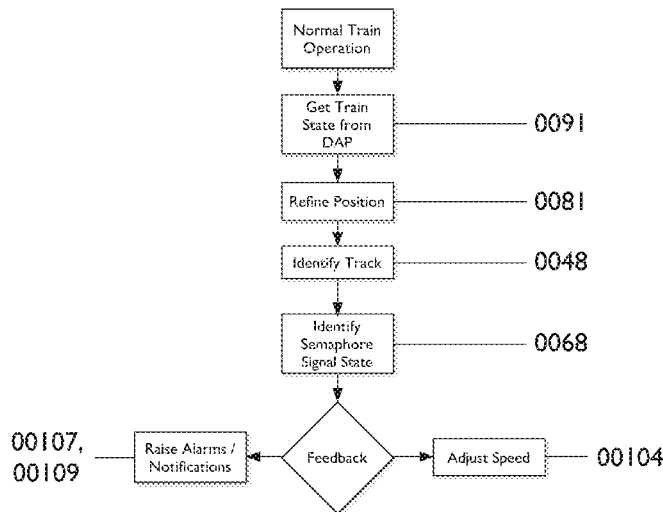 Normal Train
Operation
Get Train
State from
DAP
0091
Refine Position
0081
Identify Track
0048
Identify
Semaphore
Signal State
0068
00107,
00109
Raise Alarms /
Notifications
Feedback
Adjust Speed
00104